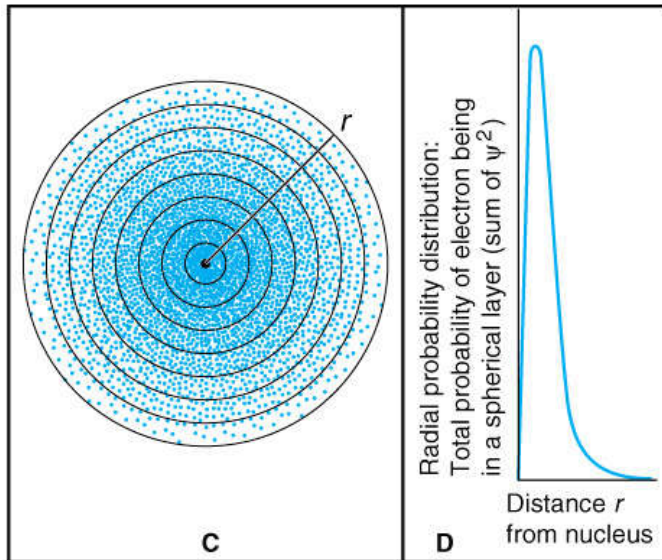 r
C
Radial probability distribution:
Total probability of electron being
in a spherical layer (sum of ψ²)
Distance r
from nucleus
D